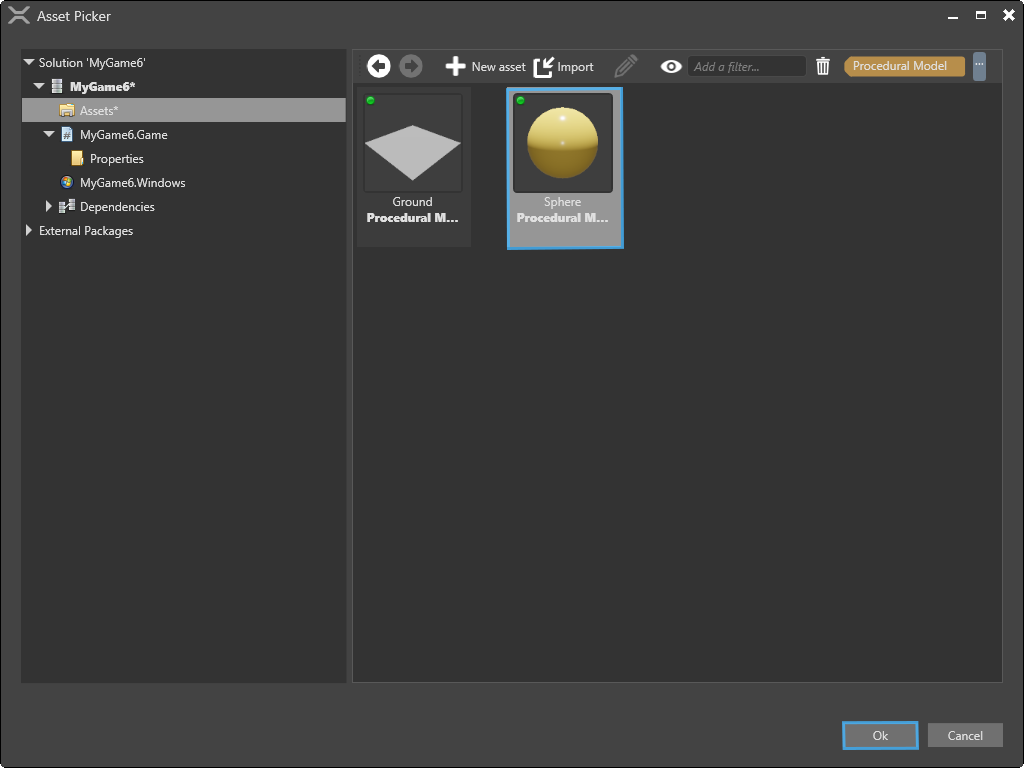 Asset Picker
Solution 'MyGame6'
MyGame6*
Assets*
MyGame6.Game
Properties
MyGame6.Windows
Dependencies
External Packages
New asset Import Add a filter... Procedural Model ...
Ground
Procedural M...
Sphere
Procedural M...
Ok Cancel